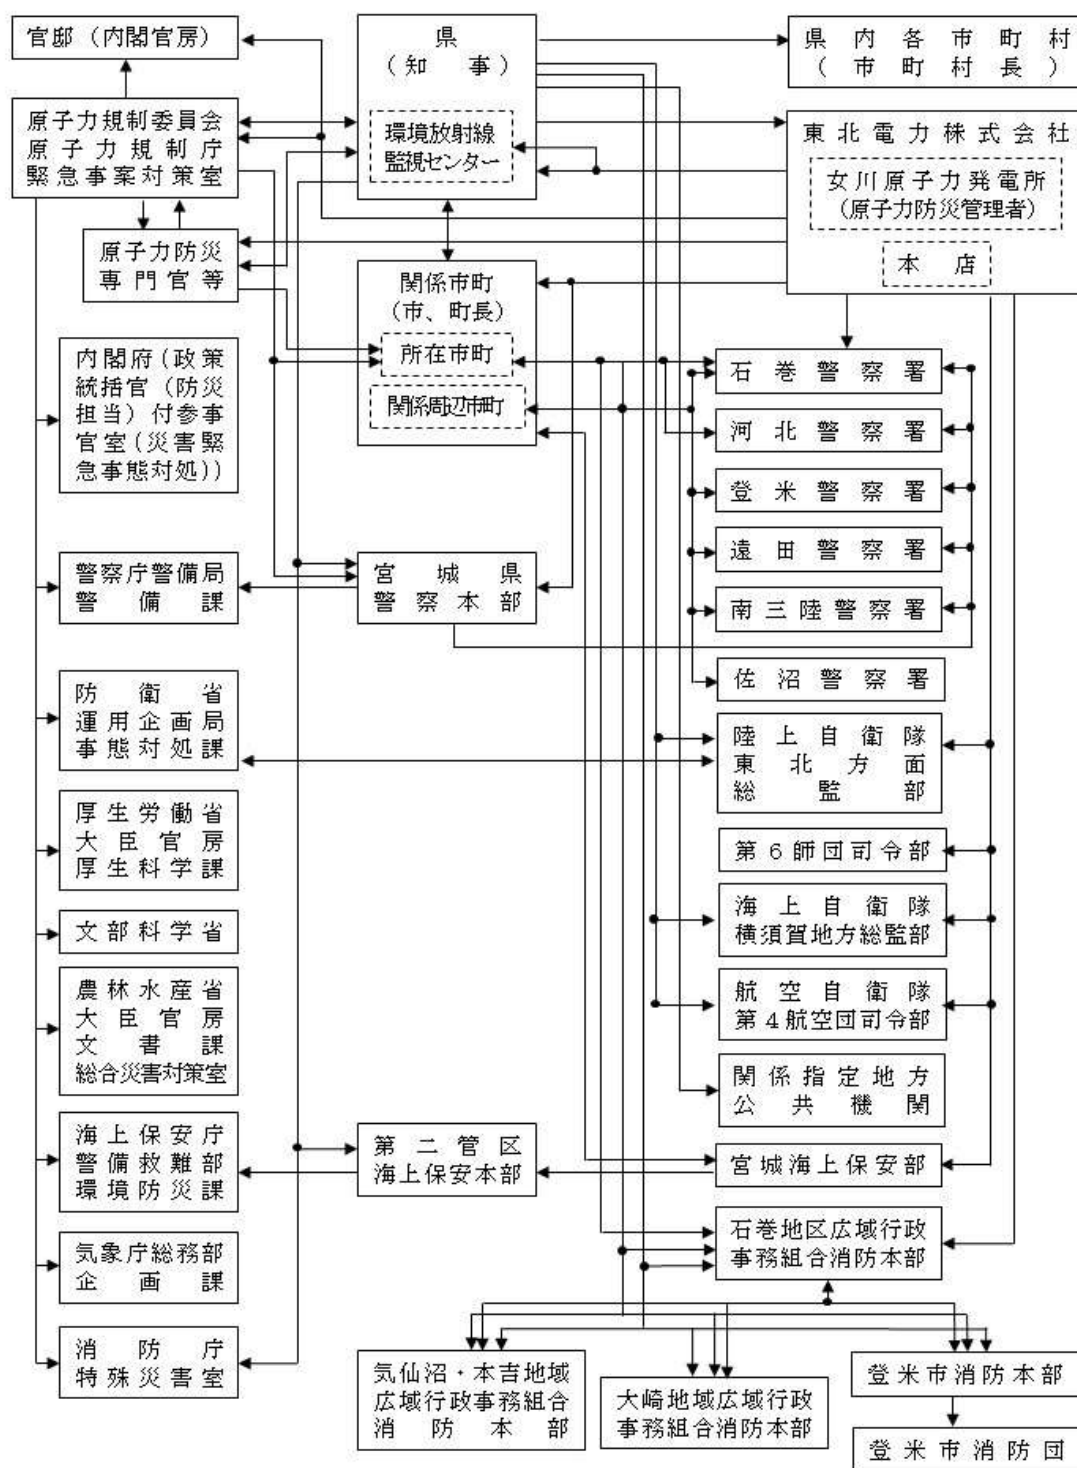 官邸（内閣官房）
原子力規制委員会
原子力規制庁
緊急事案対策室
原子力防災
専門官等
内閣府（政策
統括官（防災
担当）付参事
官室（災害緊
急事態対処））
警察庁警備局
警備課
防衛省
運用企画局
事態対処課
厚生労働省
大臣官房
厚生科学課
文部科学省
農林水産省
大臣官房
文書課
総合災害対策室
海上保安庁
警備救難部
環境防災課
気象庁総務部
企画課
消防庁
特殊災害室
県
（知事）
環境放射線
監視センター
関係市町
（市、町長）
所在市町
関係周辺市町
宮城県
警察本部
第二管区
海上保安本部
県内各市町村
（市町村長）
東北電力株式会社
女川原子力発電所
（原子力防災管理者）
本店
石巻警察署
河北警察署
登米警察署
遠田警察署
南三陸警察署
佐沼警察署
陸上自衛隊
東北方面
総監部
第６師団司令部
海上自衛隊
横須賀地方総監部
航空自衛隊
第４航空団司令部
関係指定地方
公共機関
宮城海上保安部
石巻地区広域行政
事務組合消防本部
気仙沼・本吉地域
広域行政事務組合
消防本部
大崎地域広域行政
事務組合消防本部
登米市消防本部
登米市消防団